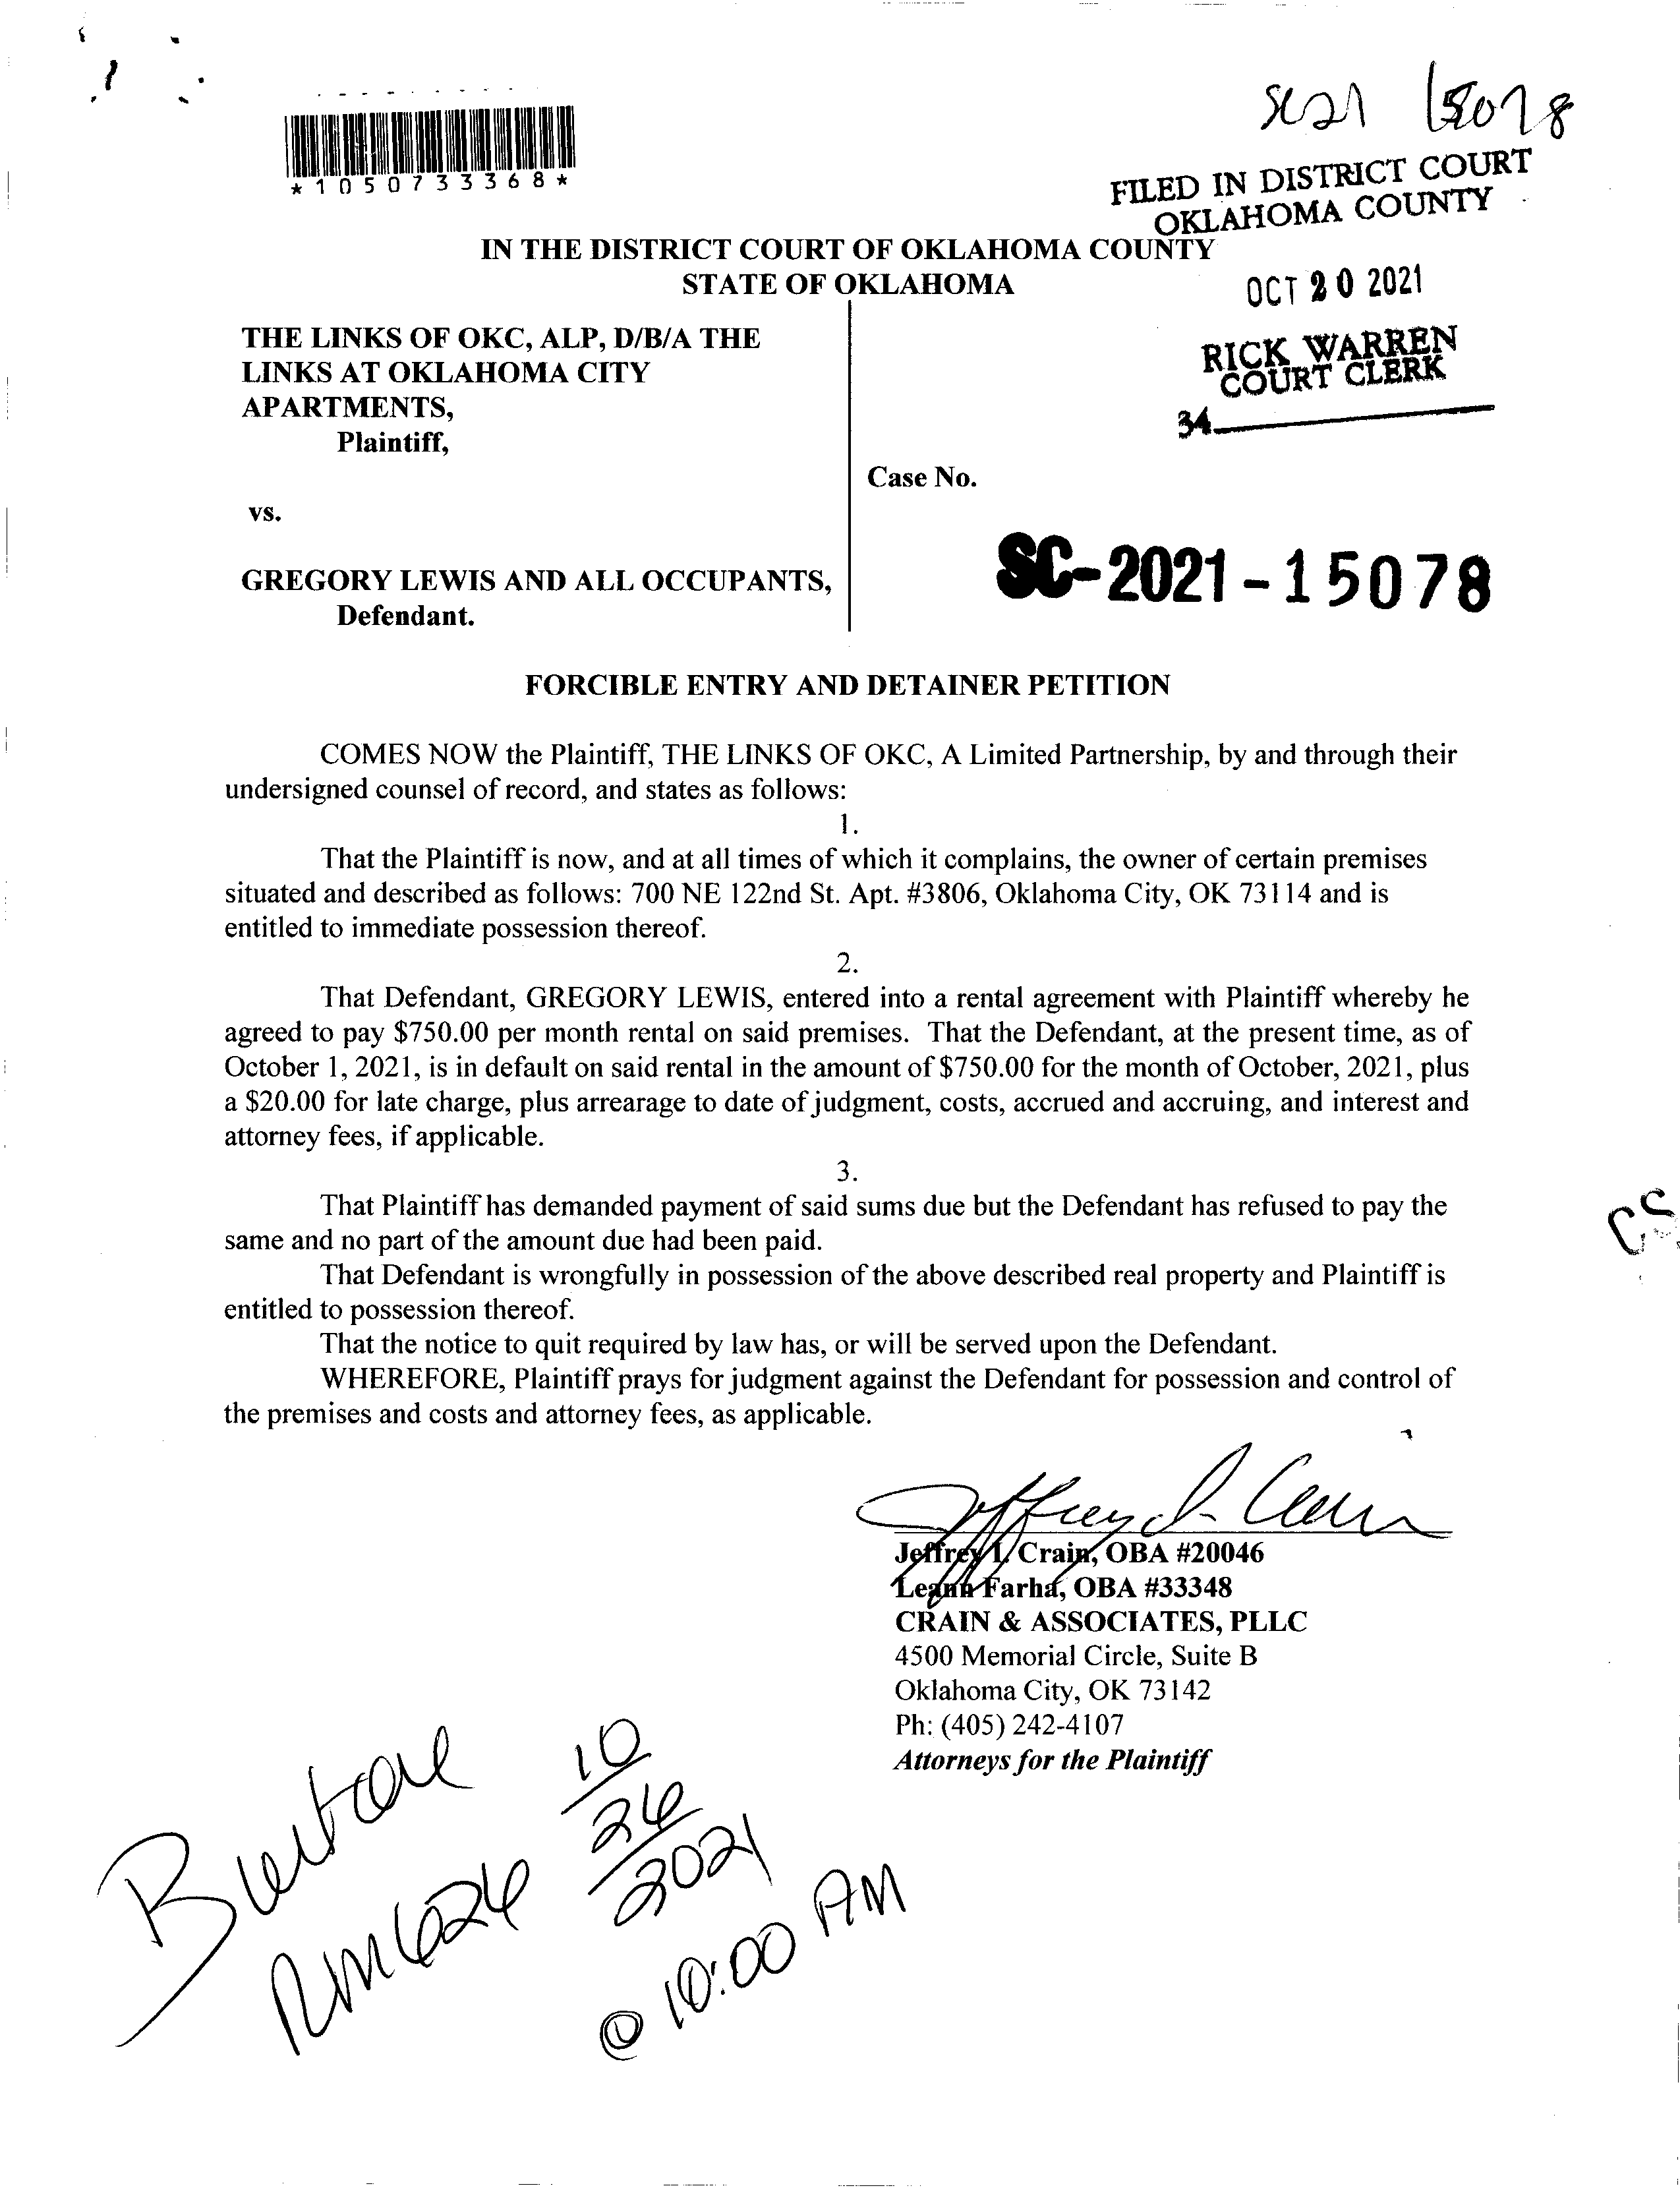 SC21 15078
*1050733368*
FILED IN DISTRICT COURT
OKLAHOMA COUNTY
IN THE DISTRICT COURT OF OKLAHOMA COUNTY
STATE OF OKLAHOMA
OCT 20 2021
RICK WARREN
COURT CLERK
34
THE LINKS OF OKC, ALP, D/B/A THE
LINKS AT OKLAHOMA CITY
APARTMENTS,
Plaintiff,
Case No.
vs.
SC-2021-15078
GREGORY LEWIS AND ALL OCCUPANTS,
Defendant.
FORCIBLE ENTRY AND DETAINER PETITION
COMES NOW the Plaintiff, THE LINKS OF OKC, A Limited Partnership, by and through their
undersigned counsel of record, and states as follows:
1.
That the Plaintiff is now, and at all times of which it complains, the owner of certain premises
situated and described as follows: 700 NE 122nd St. Apt. #3806, Oklahoma City, OK 73114 and is
entitled to immediate possession thereof.
2.
That Defendant, GREGORY LEWIS, entered into a rental agreement with Plaintiff whereby he
agreed to pay $750.00 per month rental on said premises. That the Defendant, at the present time, as of
October 1, 2021, is in default on said rental in the amount of $750.00 for the month of October, 2021, plus
a $20.00 for late charge, plus arrearage to date of judgment, costs, accrued and accruing, and interest and
attorney fees, if applicable.
3.
That Plaintiff has demanded payment of said sums due but the Defendant has refused to pay the
same and no part of the amount due had been paid.
That Defendant is wrongfully in possession of the above described real property and Plaintiff is
entitled to possession thereof.
That the notice to quit required by law has, or will be served upon the Defendant.
WHEREFORE, Plaintiff prays for judgment against the Defendant for possession and control of
the premises and costs and attorney fees, as applicable.
CS
Jeffrey I. Crain, OBA #20046
Leann Farha, OBA #33348
CRAIN & ASSOCIATES, PLLC
4500 Memorial Circle, Suite B
Oklahoma City, OK 73142
Ph: (405) 242-4107
Attorneys for the Plaintiff
10
26
2021
RM 624
@ 10:00 AM